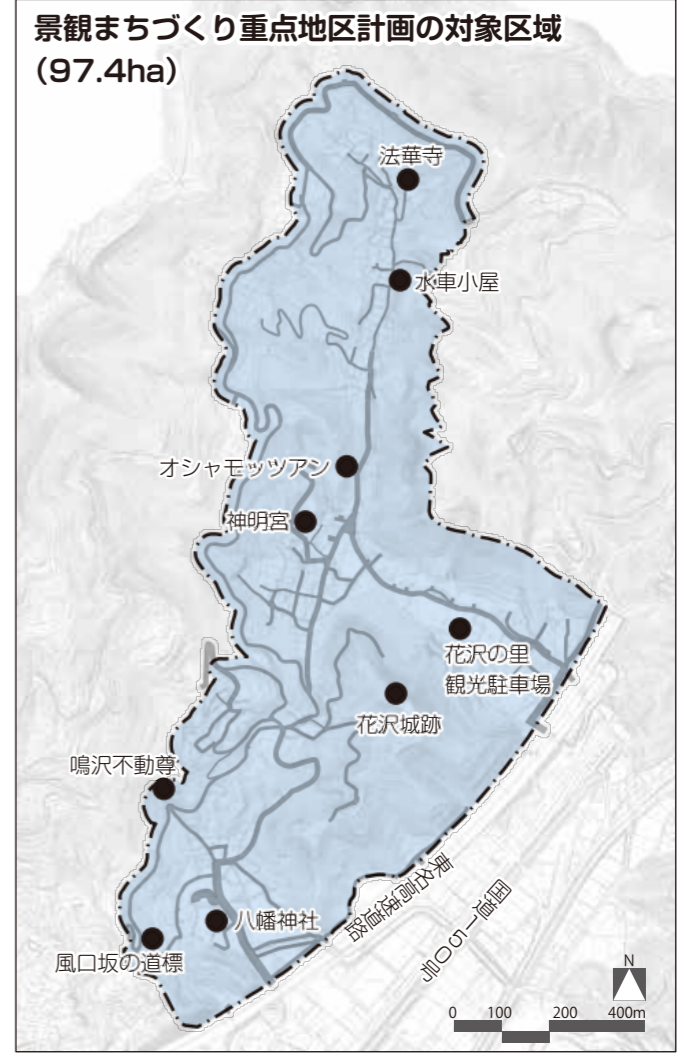 景観まちづくり重点地区計画の対象区域
(97.4ha)
法華寺
水車小屋
オシャモッツアン
神明宮
花沢の里
観光駐車場
花沢城跡
鳴沢不動尊
東名高速道路
国道150号
八幡神社
風口坂の道標
N
0 100 200 400m